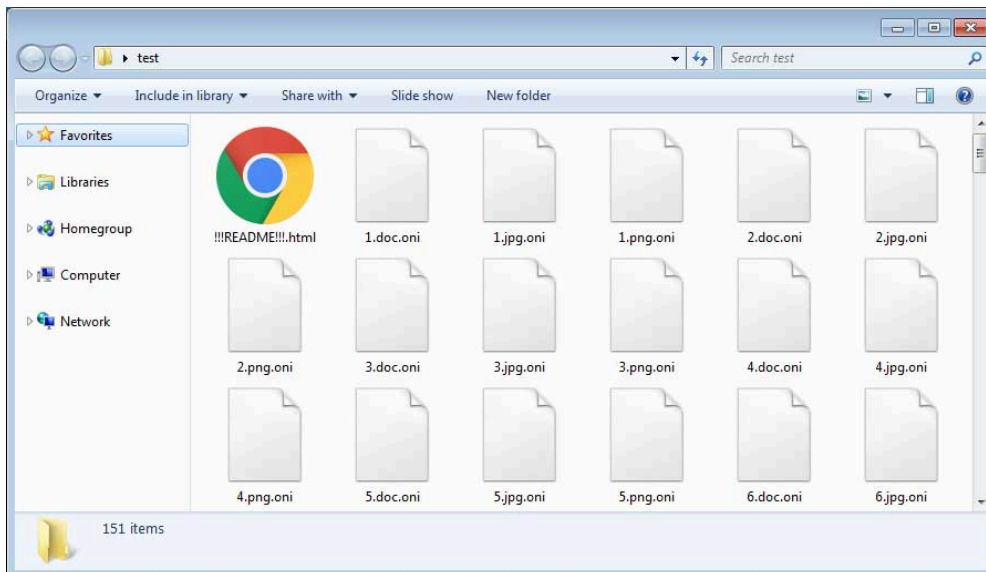 test
Search test
Organize
Include in library
Share with
Slide show
New folder
Favorites
Libraries
Homegroup
Computer
Network
!!!README!!!.html
1.doc.oni
1.jpg.oni
1.png.oni
2.doc.oni
2.jpg.oni
2.png.oni
3.doc.oni
3.jpg.oni
3.png.oni
4.doc.oni
4.jpg.oni
4.png.oni
5.doc.oni
5.jpg.oni
5.png.oni
6.doc.oni
6.jpg.oni
151 items